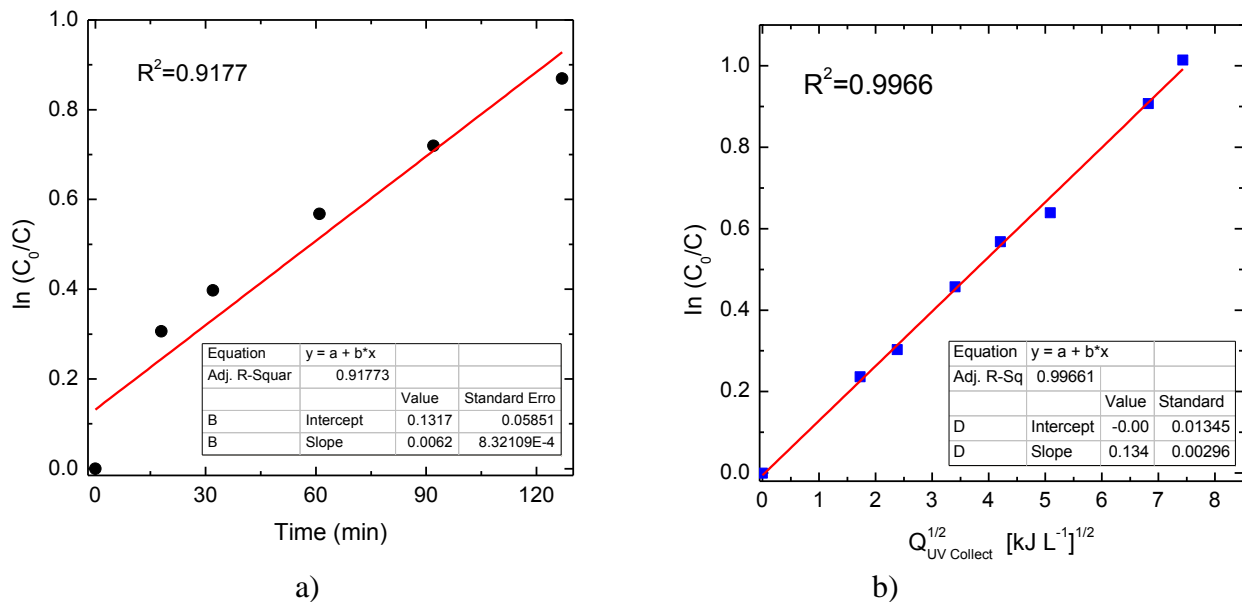 R²=0.9177
1.0
0.8
0.6
0.4
0.2
0.0
ln (C₀/C)
Equation y = a + b*x
Adj. R-Squar 0.91773
Value Standard Erro
B Intercept 0.1317 0.05851
B Slope 0.0062 8.32109E-4
0 30 60 90 120
Time (min)
a)
R²=0.9966
1.0
0.8
0.6
0.4
0.2
0.0
ln (C₀/C)
Equation y = a + b*x
Adj. R-Sq 0.99661
Value Standard
D Intercept -0.00 0.01345
D Slope 0.134 0.00296
0 1 2 3 4 5 6 7 8
Q¹/²UV Collect [kJ L⁻¹]¹/²
b)